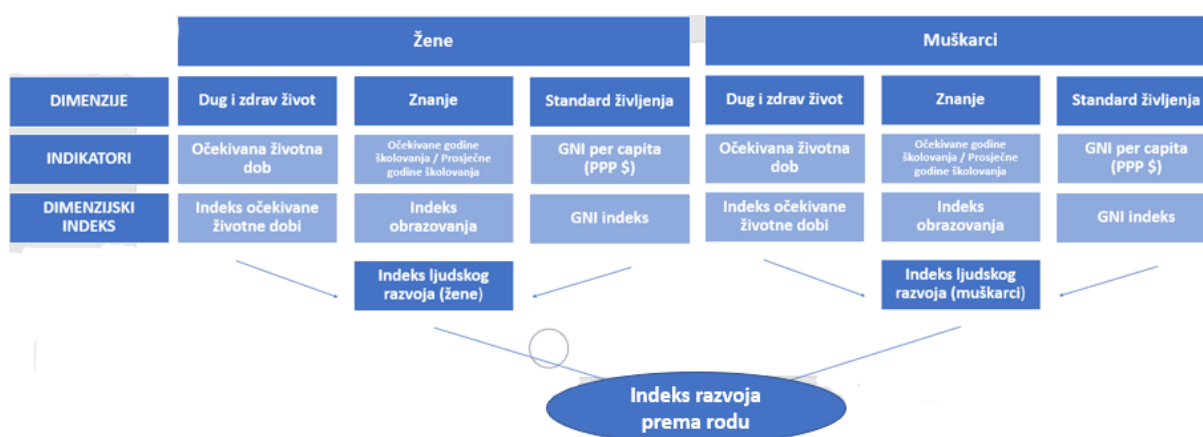 Žene
Muškarci
DIMENZIJE
Dug i zdrav život
Znanje
Standard življenja
Dug i zdrav život
Znanje
Standard življenja
INDIKATORI
Očekivana životna
dob
Očekivane godine
školovanja / Prosječne
godine školovanja
GNI per capita
(PPP $)
Očekivana životna
dob
Očekivane godine
školovanja / Prosječne
godine školovanja
GNI per capita
(PPP $)
DIMENZIJSKI
INDEKS
Indeks očekivane
životne dobi
Indeks
obrazovanja
GNI indeks
Indeks očekivane
životne dobi
Indeks
obrazovanja
GNI indeks
Indeks ljudskog
razvoja (žene)
Indeks ljudskog
razvoja (muškarci)
Indeks razvoja
prema rodu